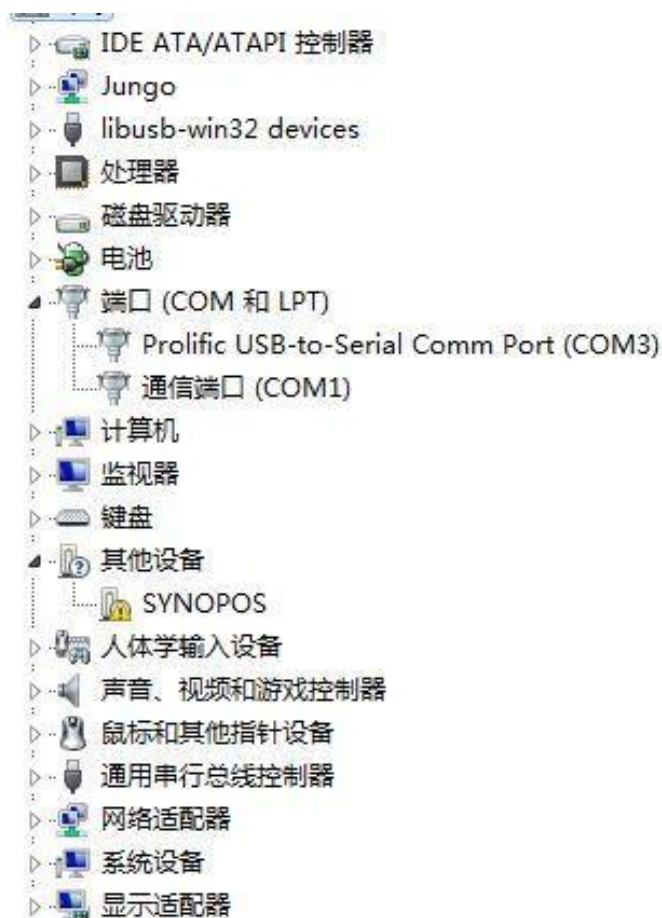 IDE ATA/ATAPI 控制器
Jungo
libusb-win32 devices
处理器
磁盘驱动器
电池
端口 (COM 和 LPT)
Prolific USB-to-Serial Comm Port (COM3)
通信端口 (COM1)
计算机
监视器
键盘
其他设备
SYNOPOS
人体学输入设备
声音、视频和游戏控制器
鼠标和其他指针设备
通用串行总线控制器
网络适配器
系统设备
显示适配器